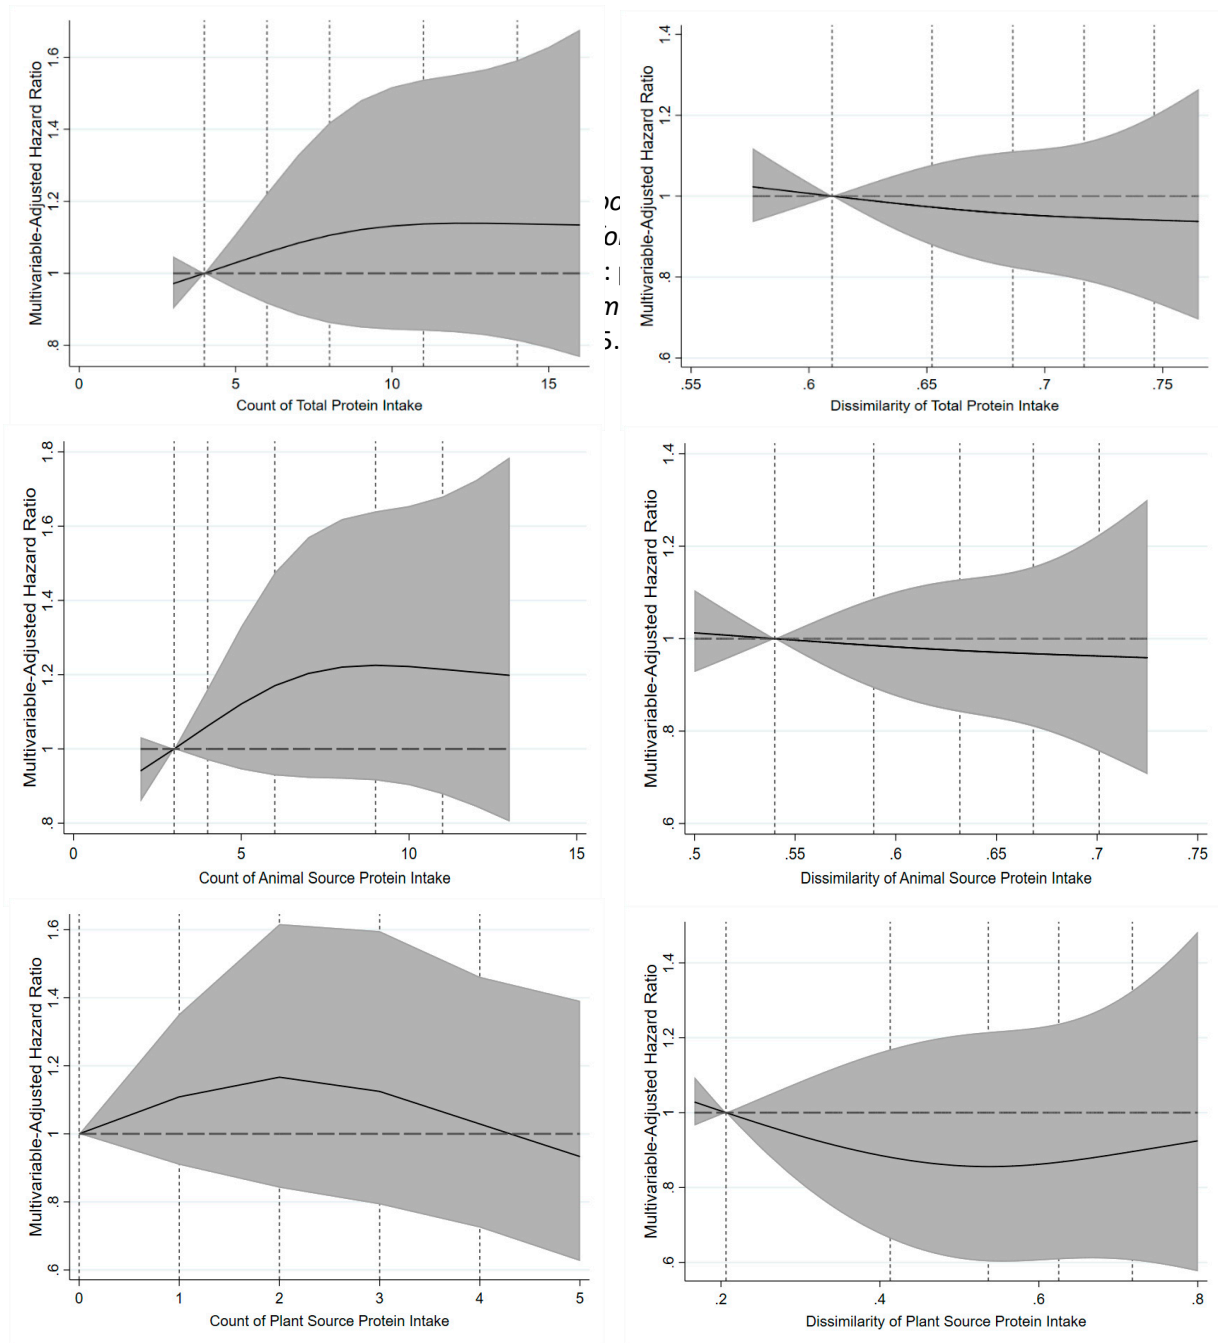 Multivariable-Adjusted Hazard Ratio
1.6
1.4
1.2
1
.8
0 5 10 15
Count of Total Protein Intake
Multivariable-Adjusted Hazard Ratio
1.4
1.2
1
.8
.6
.55 .6 .65 .7 .75
Dissimilarity of Total Protein Intake
m
5.
Multivariable-Adjusted Hazard Ratio
1.8
1.6
1.4
1.2
1
.8
0 5 10 15
Count of Animal Source Protein Intake
Multivariable-Adjusted Hazard Ratio
1.4
1.2
1
.8
.6
.5 .55 .6 .65 .7 .75
Dissimilarity of Animal Source Protein Intake
Multivariable-Adjusted Hazard Ratio
1.6
1.4
1.2
1
.8
.6
0 1 2 3 4 5
Count of Plant Source Protein Intake
Multivariable-Adjusted Hazard Ratio
1.4
1.2
1
.8
.6
.2 .4 .6 .8
Dissimilarity of Plant Source Protein Intake